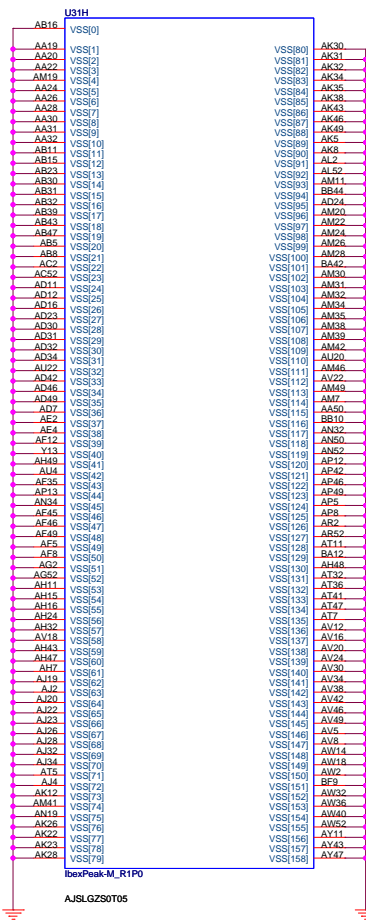 U31H
AB16 VSS[0]
AA19 VSS[1] VSS[80] AK30
AA20 VSS[2] VSS[81] AK31
AA22 VSS[3] VSS[82] AK32
AM19 VSS[4] VSS[83] AK34
AA24 VSS[5] VSS[84] AK35
AA26 VSS[6] VSS[85] AK38
AA28 VSS[7] VSS[86] AK43
AA30 VSS[8] VSS[87] AK46
AA31 VSS[9] VSS[88] AK49
AA32 VSS[10] VSS[89] AK5
AB11 VSS[11] VSS[90] AK8
AB15 VSS[12] VSS[91] AL2
AB23 VSS[13] VSS[92] AL52
AB30 VSS[14] VSS[93] AM11
AB31 VSS[15] VSS[94] BB44
AB32 VSS[16] VSS[95] AD24
AB39 VSS[17] VSS[96] AM20
AB43 VSS[18] VSS[97] AM22
AB47 VSS[19] VSS[98] AM24
AB5 VSS[20] VSS[99] AM26
AB8 VSS[21] VSS[100] AM28
AC2 VSS[22] VSS[101] BA42
AC52 VSS[23] VSS[102] AM30
AD11 VSS[24] VSS[103] AM31
AD12 VSS[25] VSS[104] AM32
AD16 VSS[26] VSS[105] AM34
AD23 VSS[27] VSS[106] AM35
AD30 VSS[28] VSS[107] AM38
AD31 VSS[29] VSS[108] AM39
AD32 VSS[30] VSS[109] AM42
AD34 VSS[31] VSS[110] AU20
AU22 VSS[32] VSS[111] AM46
AD42 VSS[33] VSS[112] AV22
AD46 VSS[34] VSS[113] AM49
AD49 VSS[35] VSS[114] AM7
AD7 VSS[36] VSS[115] AA50
AE2 VSS[37] VSS[116] BB10
AE4 VSS[38] VSS[117] AN32
AF12 VSS[39] VSS[118] AN50
Y13 VSS[40] VSS[119] AN52
AH49 VSS[41] VSS[120] AP12
AU4 VSS[42] VSS[121] AP42
AF35 VSS[43] VSS[122] AP46
AP13 VSS[44] VSS[123] AP49
AN34 VSS[45] VSS[124] AP5
AF45 VSS[46] VSS[125] AP8
AF46 VSS[47] VSS[126] AR2
AF49 VSS[48] VSS[127] AR52
AF5 VSS[49] VSS[128] AT11
AF8 VSS[50] VSS[129] BA12
AG2 VSS[51] VSS[130] AH48
AG52 VSS[52] VSS[131] AT32
AH11 VSS[53] VSS[132] AT36
AH15 VSS[54] VSS[133] AT41
AH16 VSS[55] VSS[134] AT47
AH24 VSS[56] VSS[135] AT7
AH32 VSS[57] VSS[136] AV12
AV18 VSS[58] VSS[137] AV16
AH43 VSS[59] VSS[138] AV20
AH47 VSS[60] VSS[139] AV24
AH7 VSS[61] VSS[140] AV30
AJ19 VSS[62] VSS[141] AV34
AJ2 VSS[63] VSS[142] AV38
AJ20 VSS[64] VSS[143] AV42
AJ22 VSS[65] VSS[144] AV46
AJ23 VSS[66] VSS[145] AV49
AJ26 VSS[67] VSS[146] AV5
AJ28 VSS[68] VSS[147] AV8
AJ32 VSS[69] VSS[148] AW14
AJ34 VSS[70] VSS[149] AW18
AT5 VSS[71] VSS[150] AW2
AJ4 VSS[72] VSS[151] BF9
AK12 VSS[73] VSS[152] AW32
AM41 VSS[74] VSS[153] AW36
AN19 VSS[75] VSS[154] AW40
AK26 VSS[76] VSS[155] AW52
AK22 VSS[77] VSS[156] AY11
AK23 VSS[78] VSS[157] AY43
AK28 VSS[79] VSS[158] AY47
IbexPeak-M_R1P0
AJSLGZS0T05